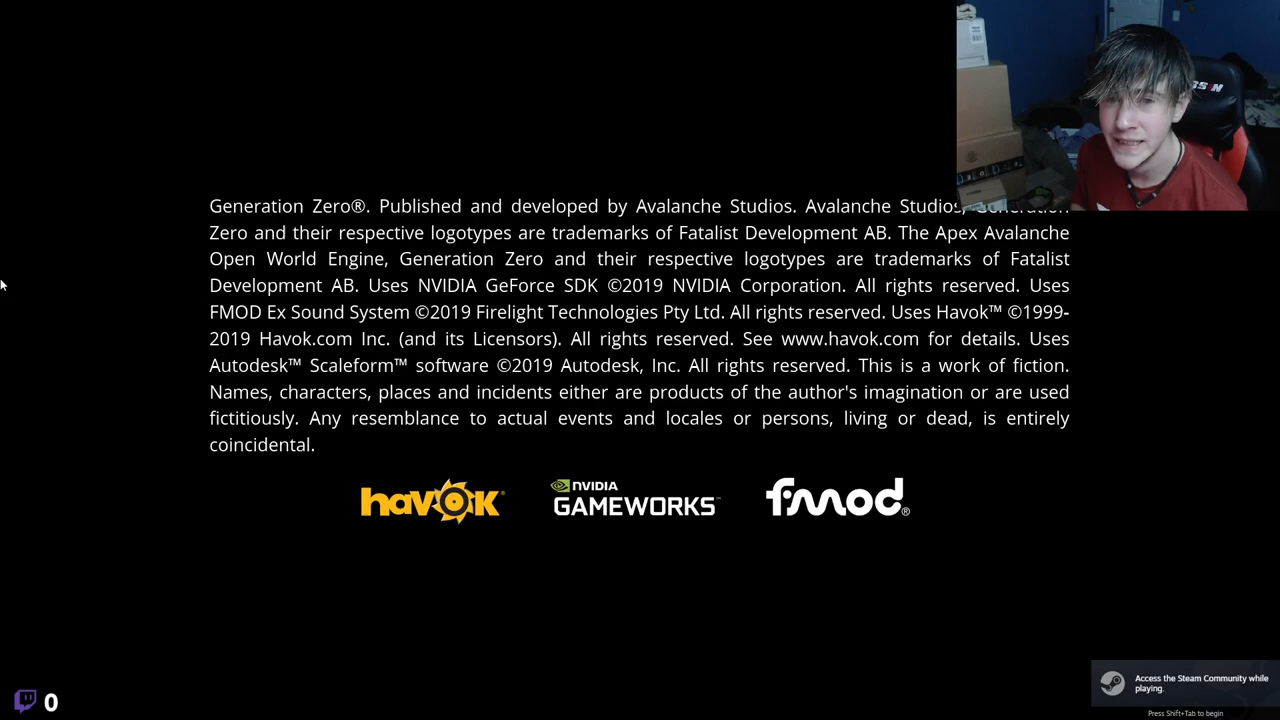 Generation Zero®. Published and developed by Avalanche Studios. Avalanche Studios, Generation
Zero and their respective logotypes are trademarks of Fatalist Development AB. The Apex Avalanche
Open World Engine, Generation Zero and their respective logotypes are trademarks of Fatalist
Development AB. Uses NVIDIA GeForce SDK ©2019 NVIDIA Corporation. All rights reserved. Uses
FMOD Ex Sound System ©2019 Firelight Technologies Pty Ltd. All rights reserved. Uses Havok™ ©1999-
2019 Havok.com Inc. (and its Licensors). All rights reserved. See www.havok.com for details. Uses
Autodesk™ Scaleform™ software ©2019 Autodesk, Inc. All rights reserved. This is a work of fiction.
Names, characters, places and incidents either are products of the author's imagination or are used
fictitiously. Any resemblance to actual events and locales or persons, living or dead, is entirely
coincidental.
havok®
NVIDIA
GAMEWORKS™
fmod®
0
Access the Steam Community while
playing.
Press Shift+Tab to begin